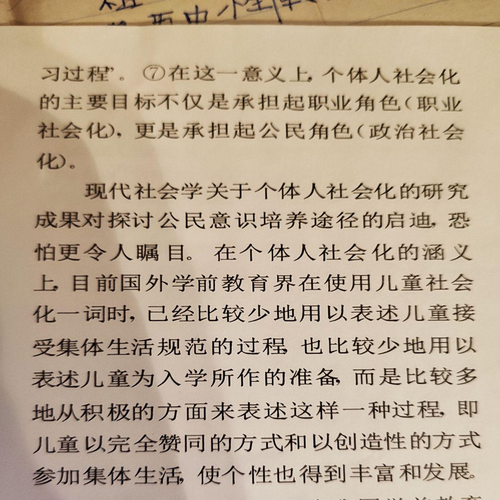 习过程”。⑦在这一意义上,个体人社会化
的主要目标不仅是承担起职业角色(职业
社会化),更是承担起公民角色(政治社会
化)。
现代社会学关于个体人社会化的研究
成果对探讨公民意识培养途径的启迪,恐
怕更令人瞩目。在个体人社会化的涵义
上,目前国外学前教育界在使用儿童社会
化一词时,已经比较少地用以表述儿童接
受集体生活规范的过程,也比较少地用以
表述儿童为入学所作的准备,而是比较多
地从积极的方面来表述这样一种过程,即
儿童以完全赞同的方式和以创造性的方式
参加集体生活,使个性也得到丰富和发展。